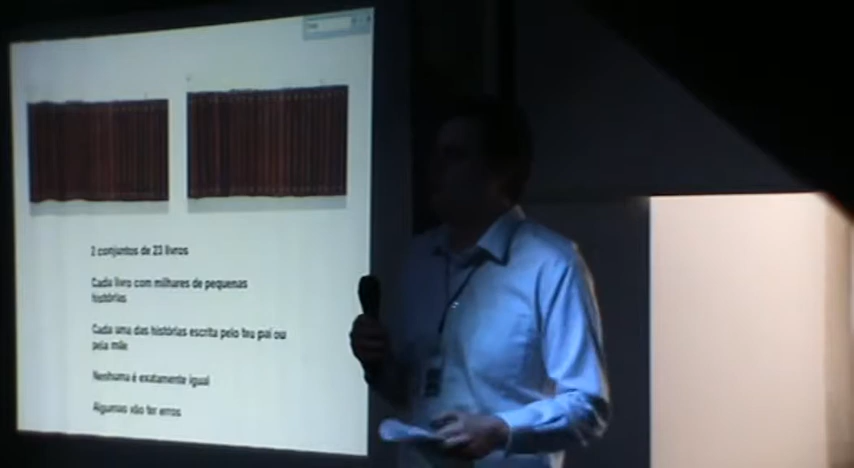 2 conjuntos de 23 livros
Cada livro com milhares de pequenas
histórias
Cada uma das histórias escrita pelo teu pai ou
pela mãe
Nenhuma é exatamente igual
Algumas vão ter erros